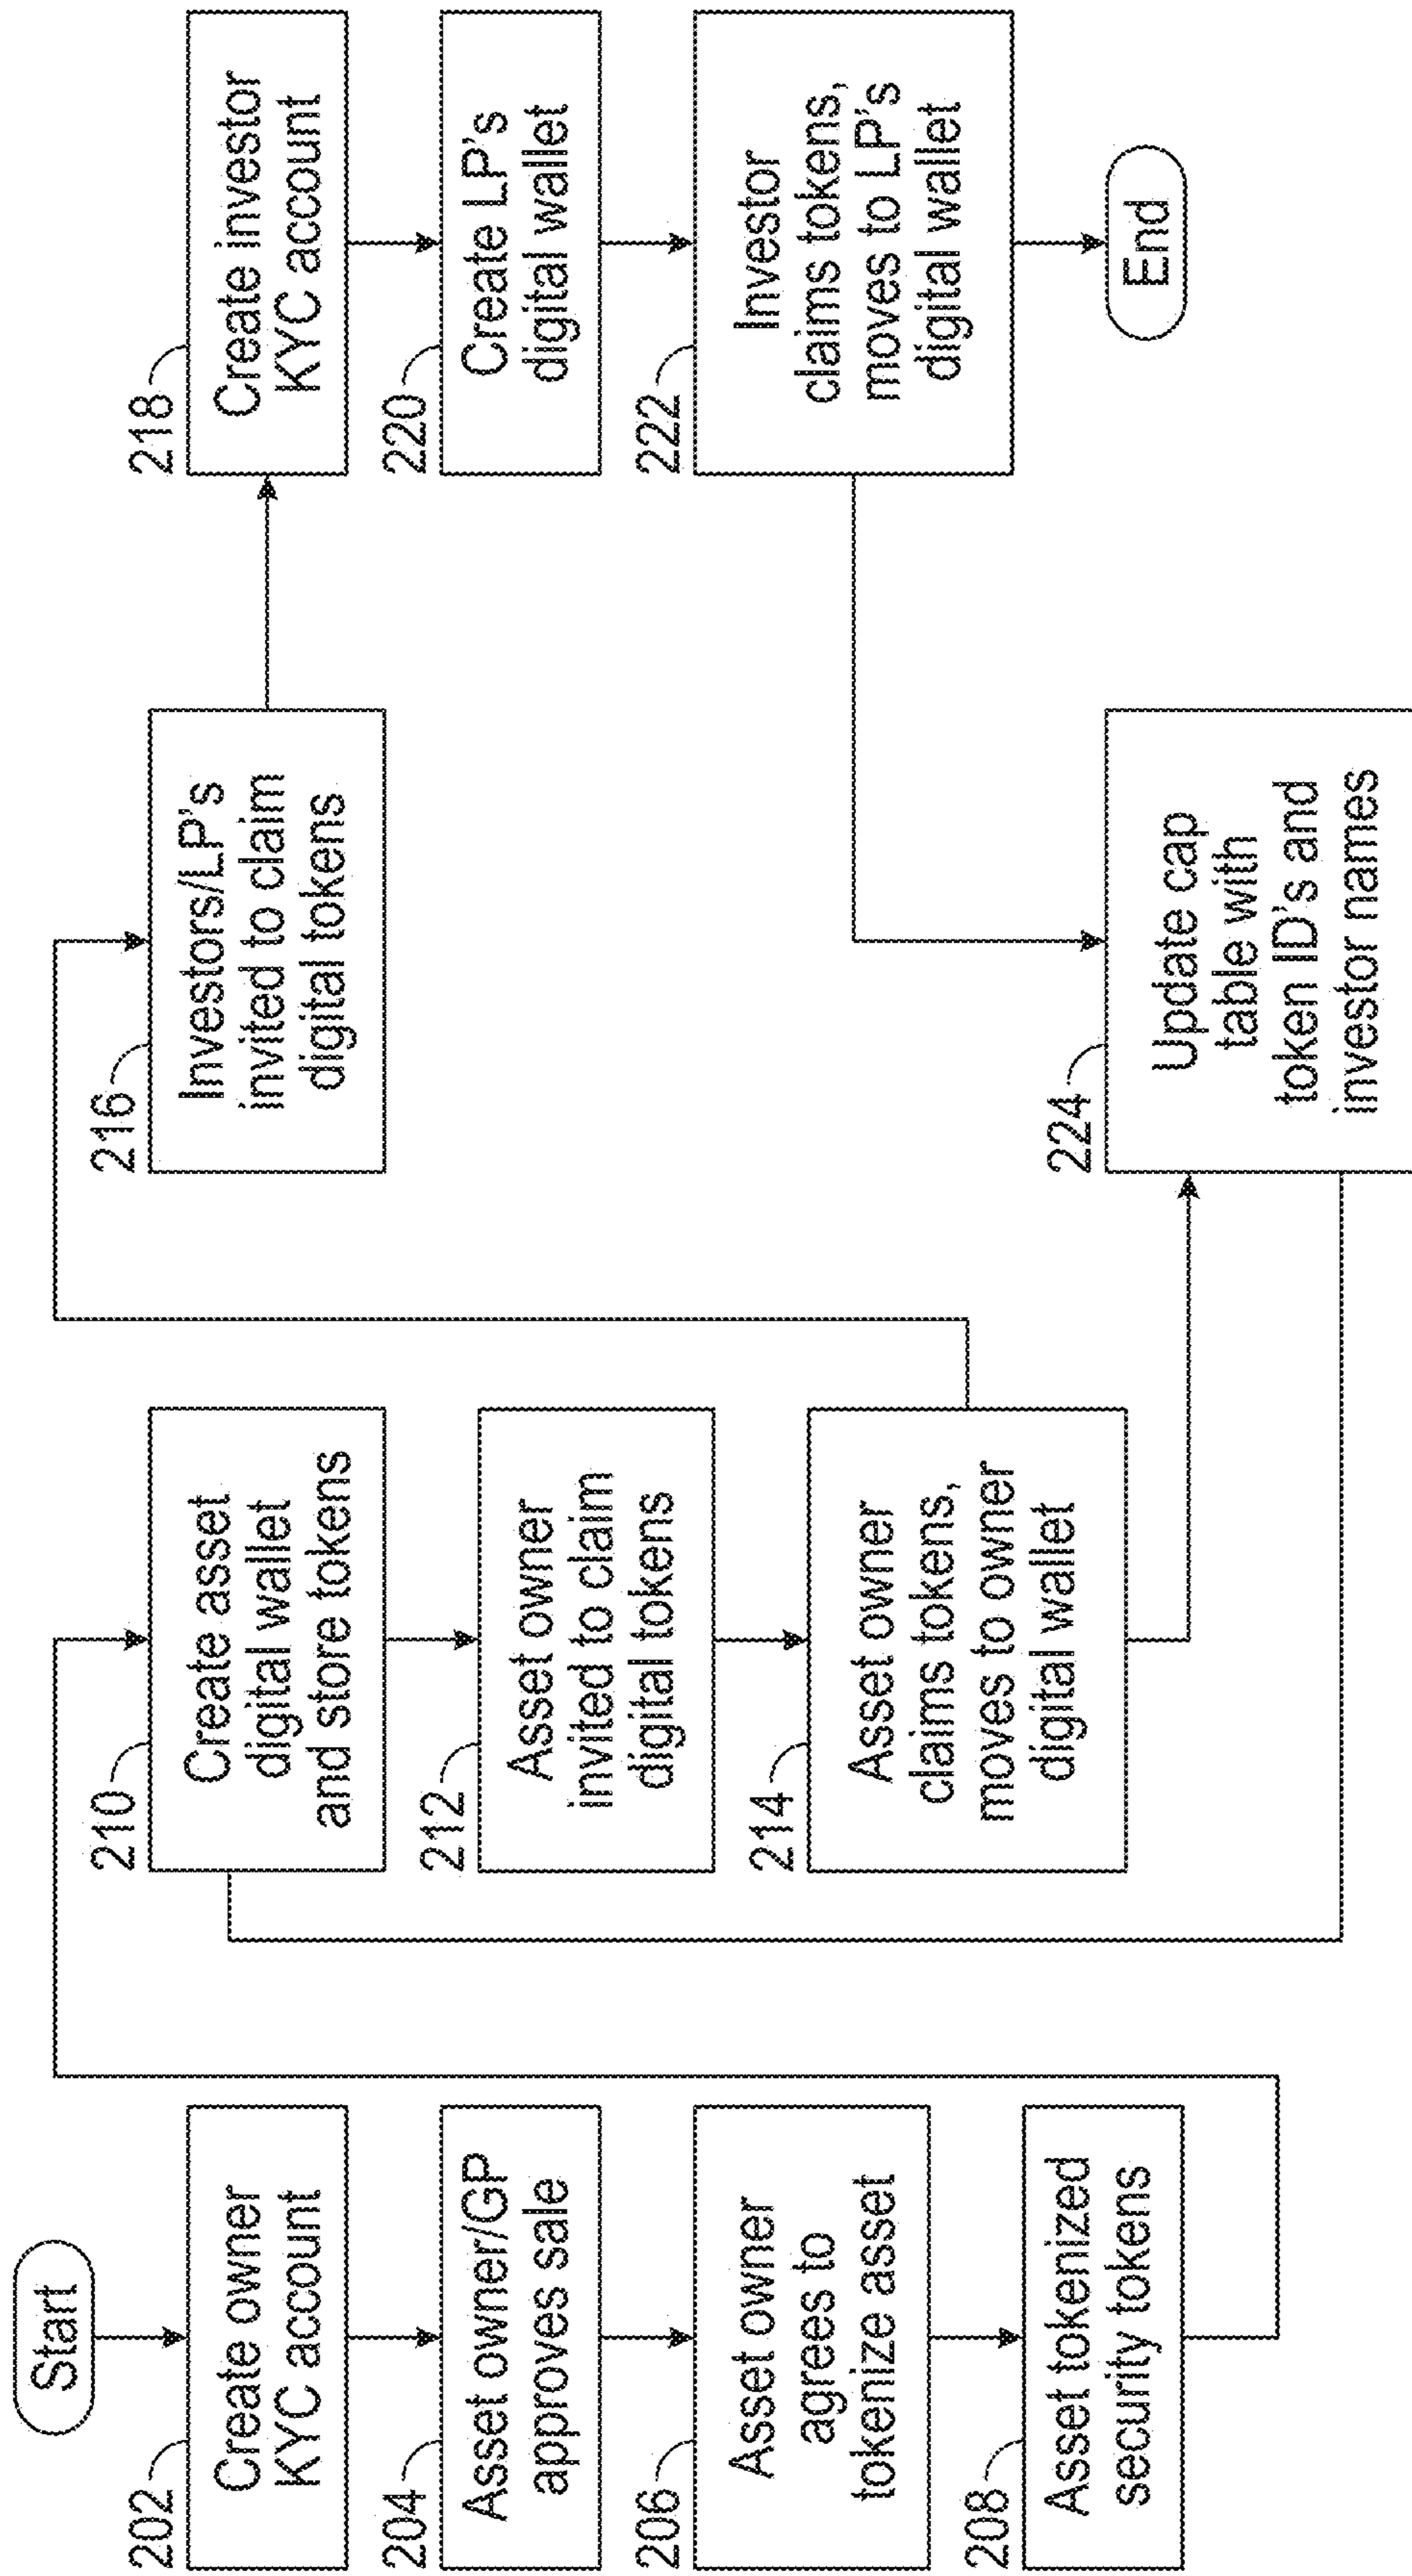 Start
202
Create owner
KYC account
204
Asset owner/GP
approves sale
206
Asset owner
agrees to
tokenize asset
208
Asset tokenized
security tokens
210
Create asset
digital wallet
and store tokens
212
Asset owner
invited to claim
digital tokens
214
Asset owner
claims tokens,
moves to owner
digital wallet
216
Investors/LP's
invited to claim
digital tokens
224
Update cap
table with
token ID's and
investor names
218
Create investor
KYC account
220
Create LP's
digital wallet
222
Investor
claims tokens,
moves to LP's
digital wallet
End